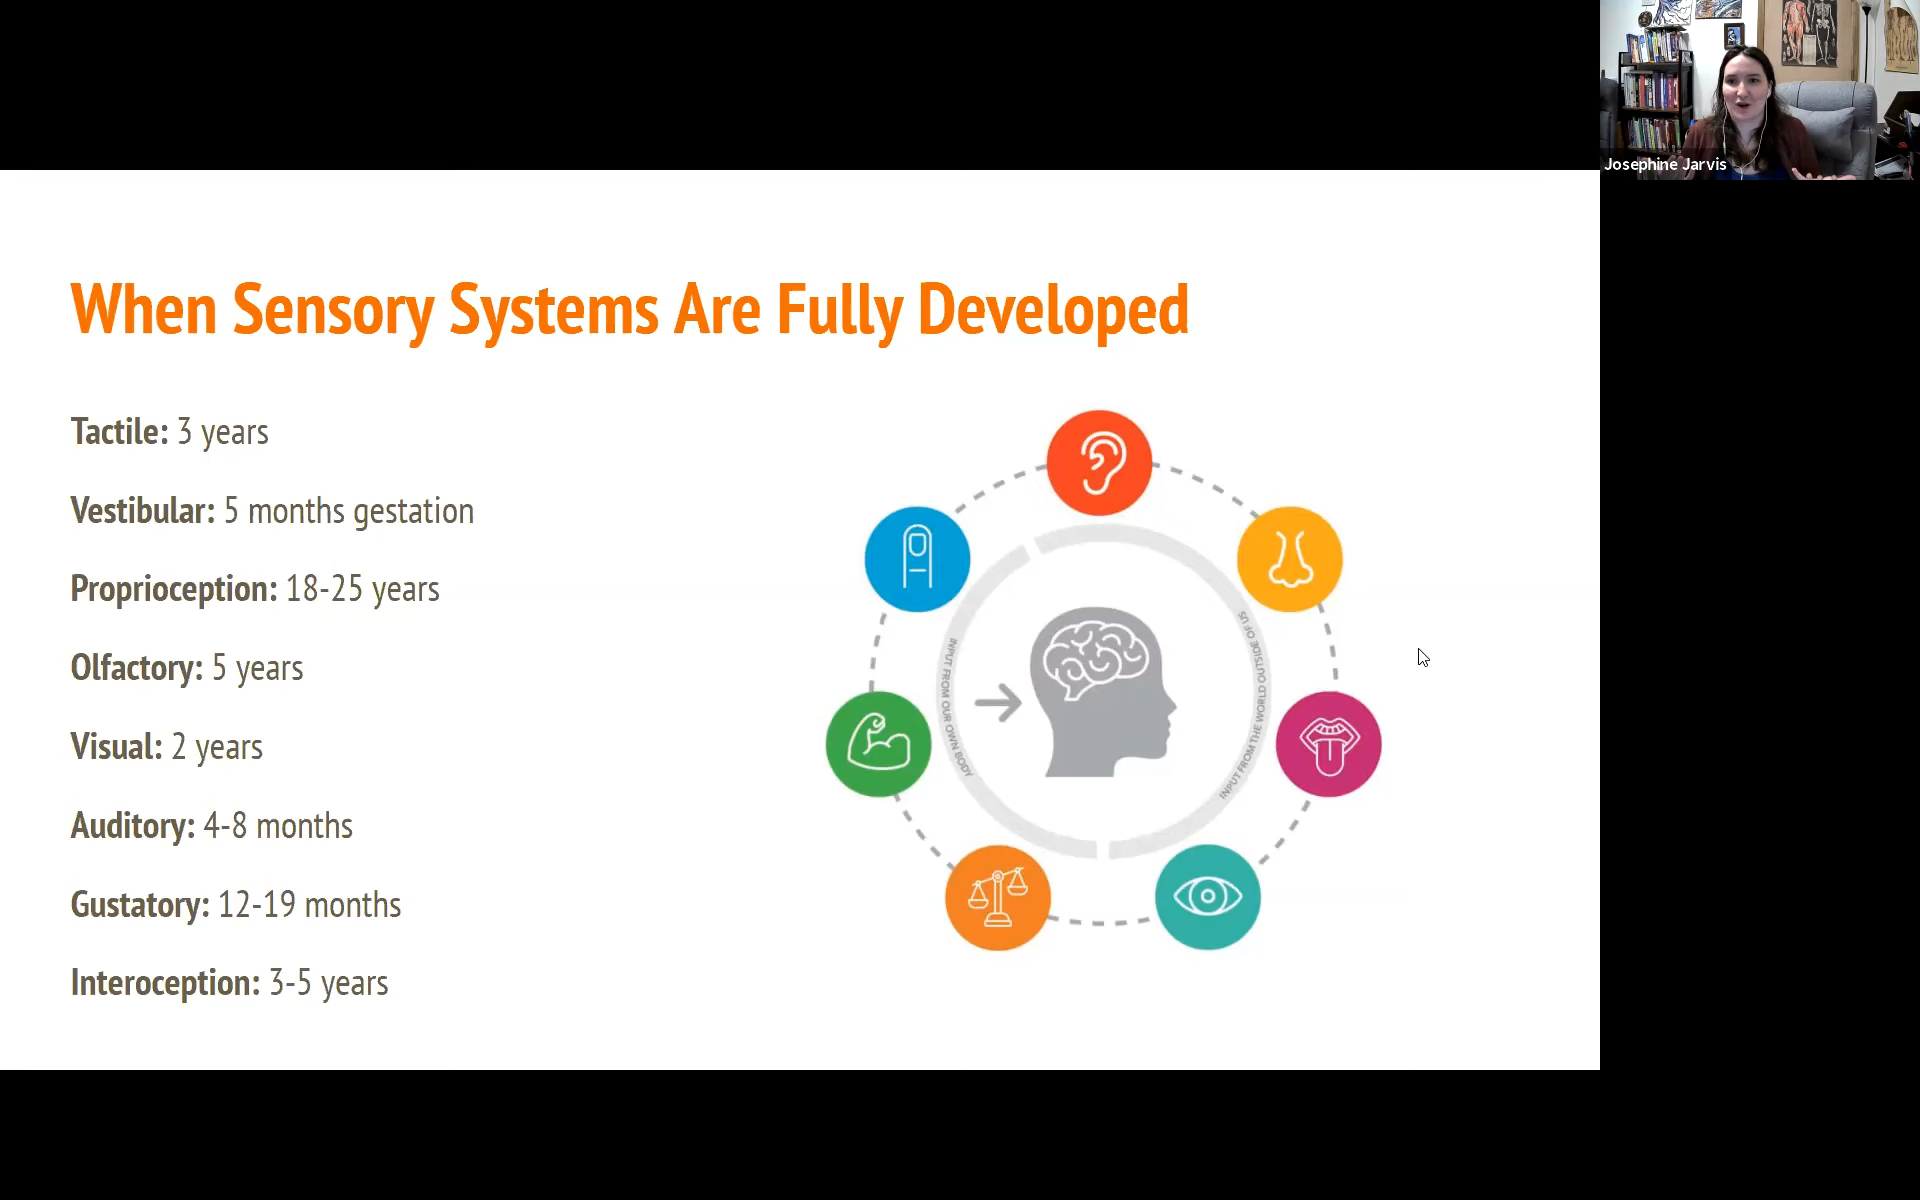 Josephine Jarvis
When Sensory Systems Are Fully Developed
Tactile: 3 years
Vestibular: 5 months gestation
Proprioception: 18-25 years
Olfactory: 5 years
Visual: 2 years
Auditory: 4-8 months
Gustatory: 12-19 months
Interoception: 3-5 years
INPUT FROM OUR OWN BODY
INPUT FROM THE WORLD OUTSIDE OF US